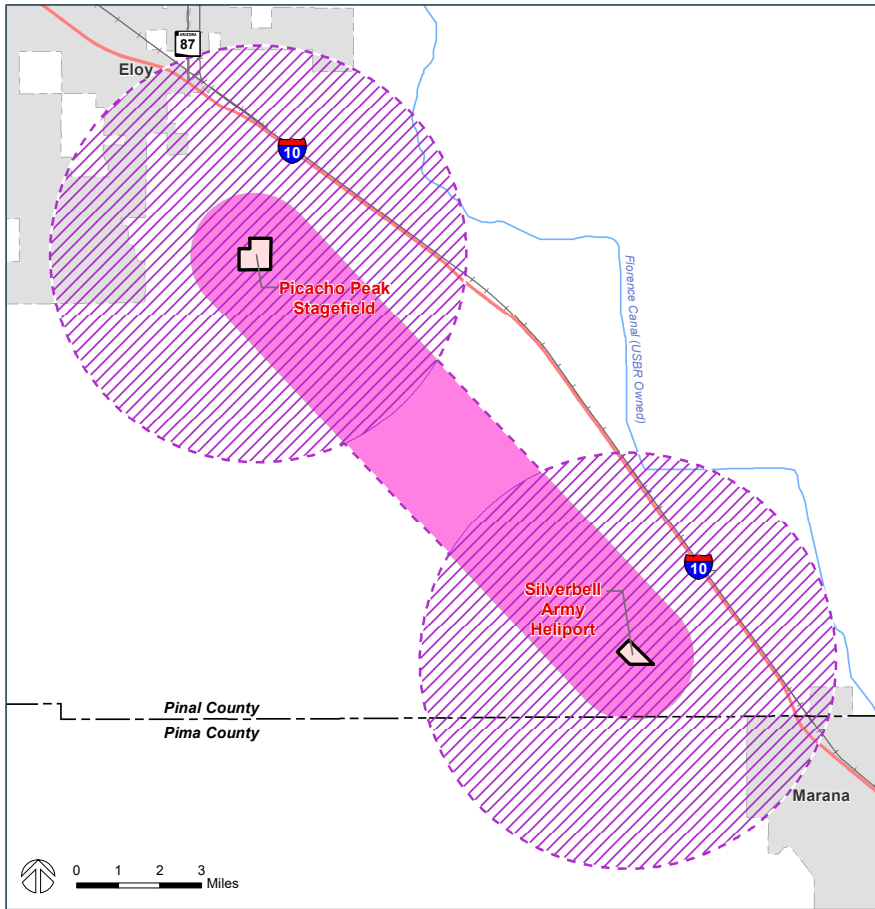 ARIZONA
87
Eloy
10
Picacho Peak
Stagefield
Florence Canal (USBR Owned)
10
Silverbell
Army
Heliport
Pinal County
Pima County
Marana
0 1 2 3
Miles